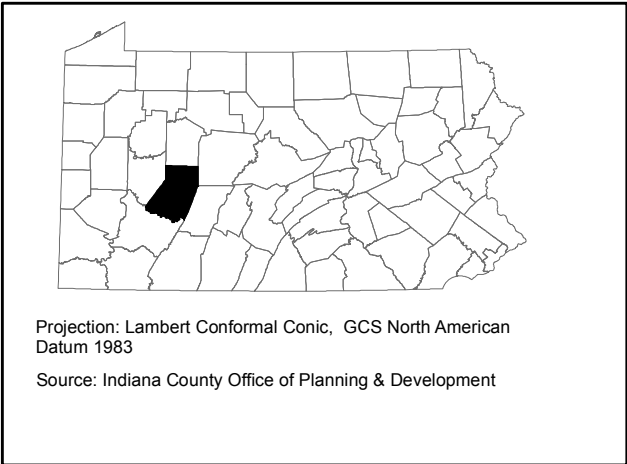 Projection: Lambert Conformal Conic,  GCS North American
Datum 1983
Source: Indiana County Office of Planning & Development